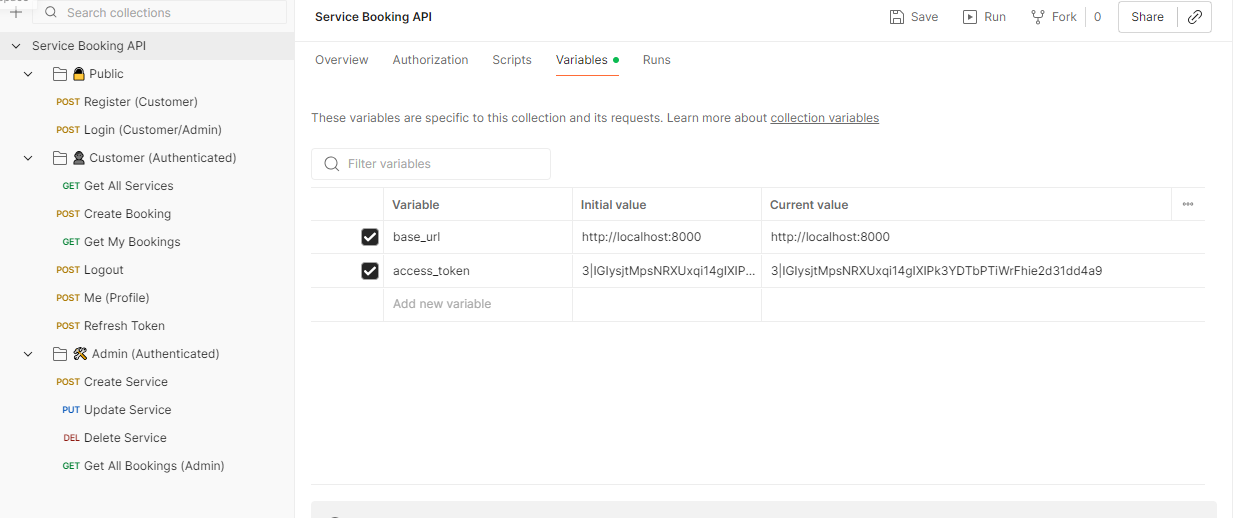 Search collections
Service Booking API
Public
POST Register (Customer)
POST Login (Customer/Admin)
Customer (Authenticated)
GET Get All Services
POST Create Booking
GET Get My Bookings
POST Logout
POST Me (Profile)
POST Refresh Token
Admin (Authenticated)
POST Create Service
PUT Update Service
DEL Delete Service
GET Get All Bookings (Admin)
Service Booking API
Save Run Fork 0 Share
Overview Authorization Scripts Variables Runs
These variables are specific to this collection and its requests. Learn more about collection variables
Filter variables
Variable Initial value Current value
base_url http://localhost:8000 http://localhost:8000
access_token 3|IGIysjtMpsNRXUxqi14gIXIP... 3|IGIysjtMpsNRXUxqi14gIXIPk3YDTbPTiWrFhie2d31dd4a9
Add new variable